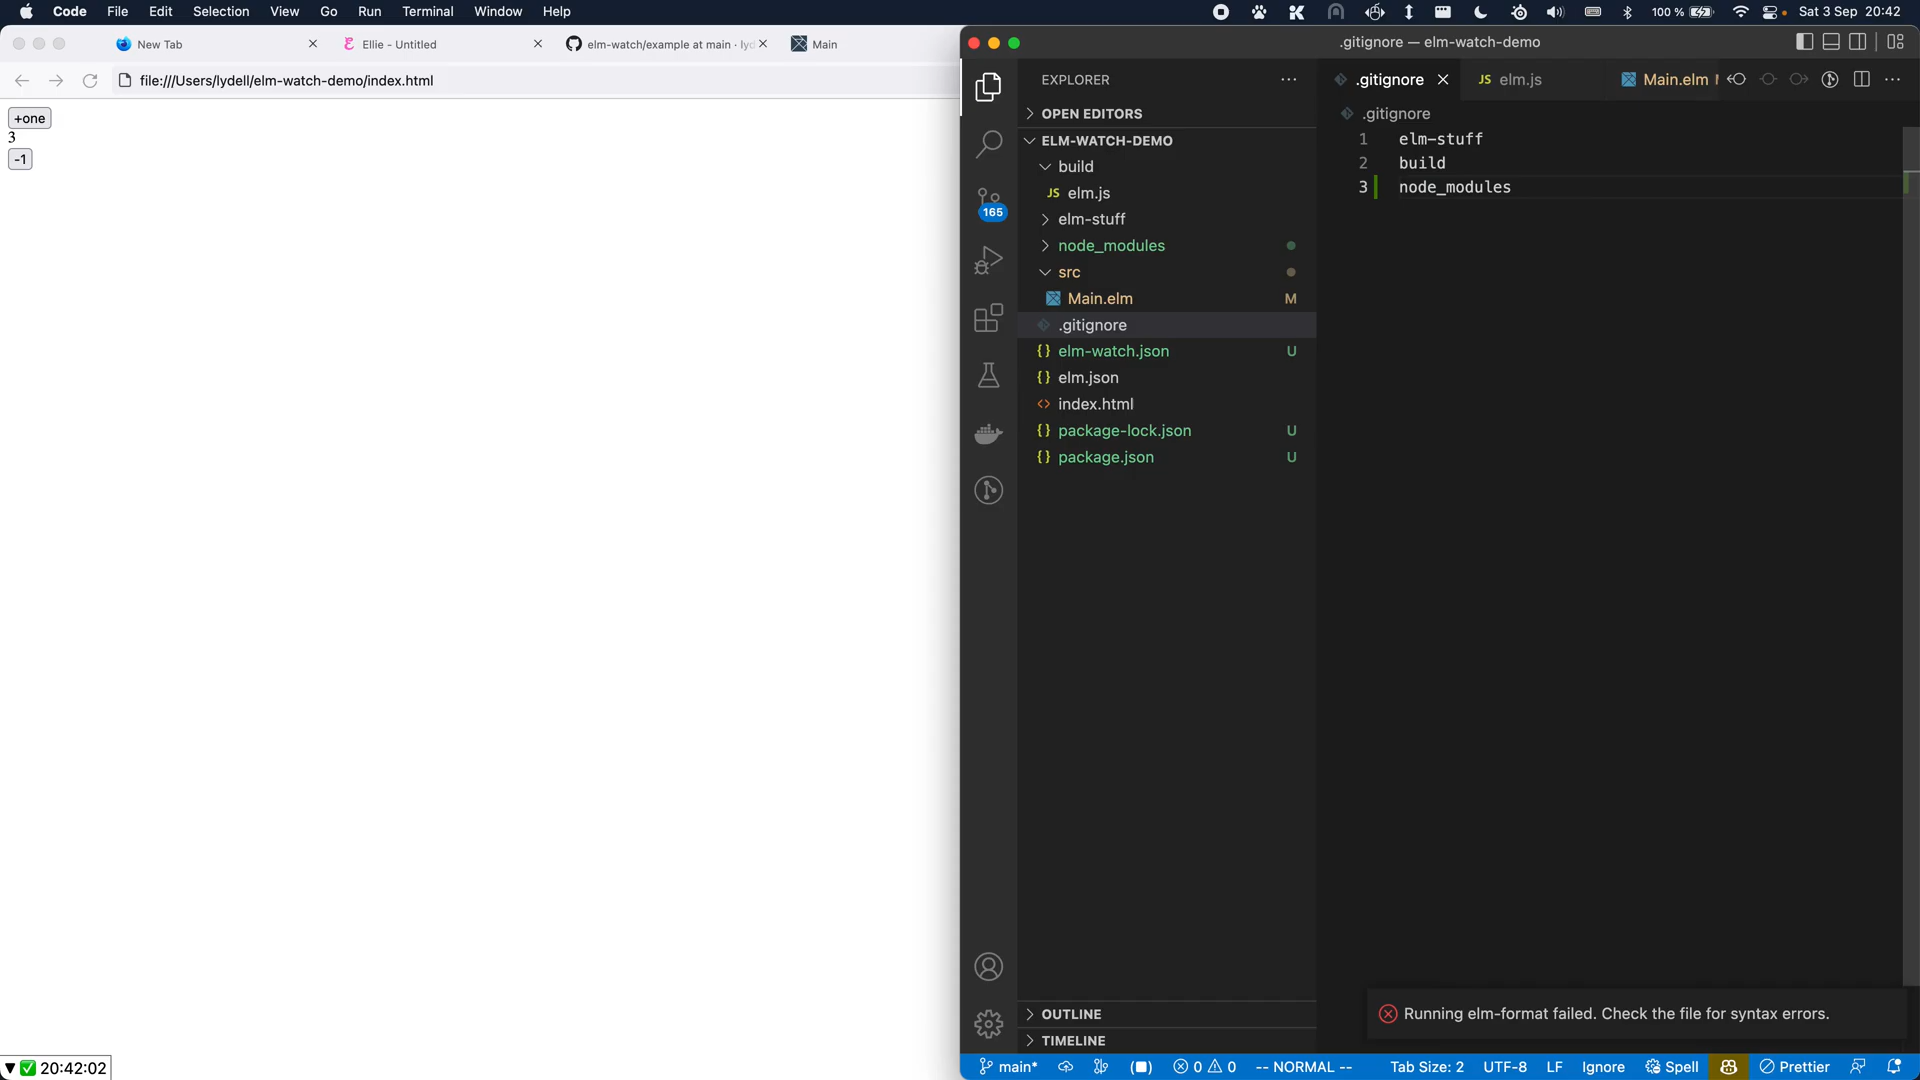 Code File Edit Selection View Go Run Terminal Window Help 100 % Sat 3 Sep 20:42
New Tab Ellie - Untitled elm-watch/example at main · lyd Main
file:///Users/lydell/elm-watch-demo/index.html
+one
3
-1
▼ ✅ 20:42:02
.gitignore — elm-watch-demo
EXPLORER
OPEN EDITORS
ELM-WATCH-DEMO
build
JS elm.js
elm-stuff
node_modules
src
Main.elm M
.gitignore
{} elm-watch.json U
{} elm.json
<> index.html
{} package-lock.json U
{} package.json U
165
OUTLINE
TIMELINE
.gitignore JS elm.js Main.elm
.gitignore
1 elm-stuff
2 build
3 node_modules
Running elm-format failed. Check the file for syntax errors.
main* 0 0 -- NORMAL -- Tab Size: 2 UTF-8 LF Ignore Spell Prettier